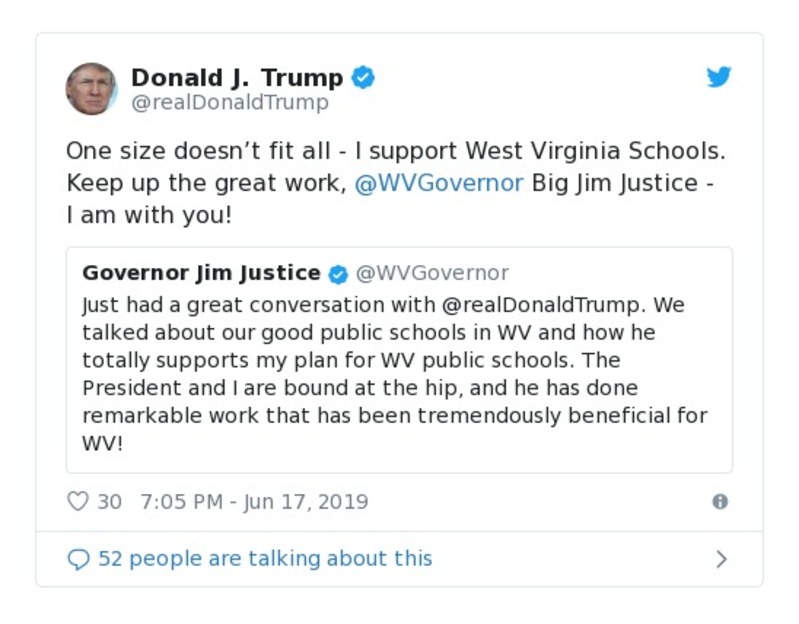 Donald J. Trump
@realDonaldTrump
One size doesn’t fit all - I support West Virginia Schools.
Keep up the great work, @WVGovernor Big Jim Justice -
I am with you!
Governor Jim Justice @WVGovernor
Just had a great conversation with @realDonaldTrump. We
talked about our good public schools in WV and how he
totally supports my plan for WV public schools. The
President and I are bound at the hip, and he has done
remarkable work that has been tremendously beneficial for
WV!
30 7:05 PM - Jun 17, 2019
52 people are talking about this